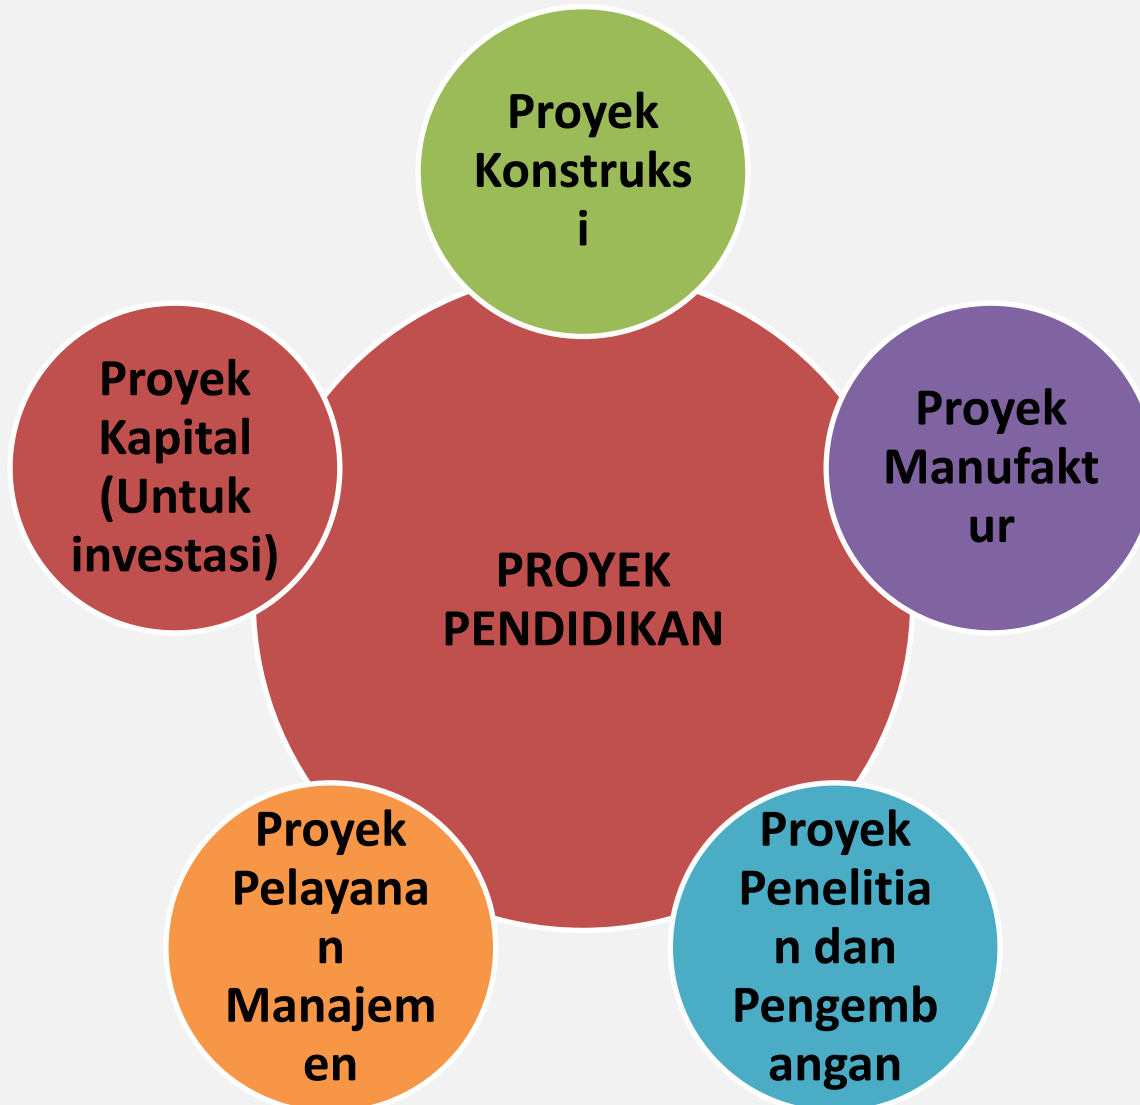 Proyek
Konstruks
i
Proyek
Kapital
(Untuk
investasi)
Proyek
Manufakt
ur
PROYEK
PENDIDIKAN
Proyek
Pelayana
n
Manajem
en
Proyek
Penelitia
n dan
Pengemb
angan